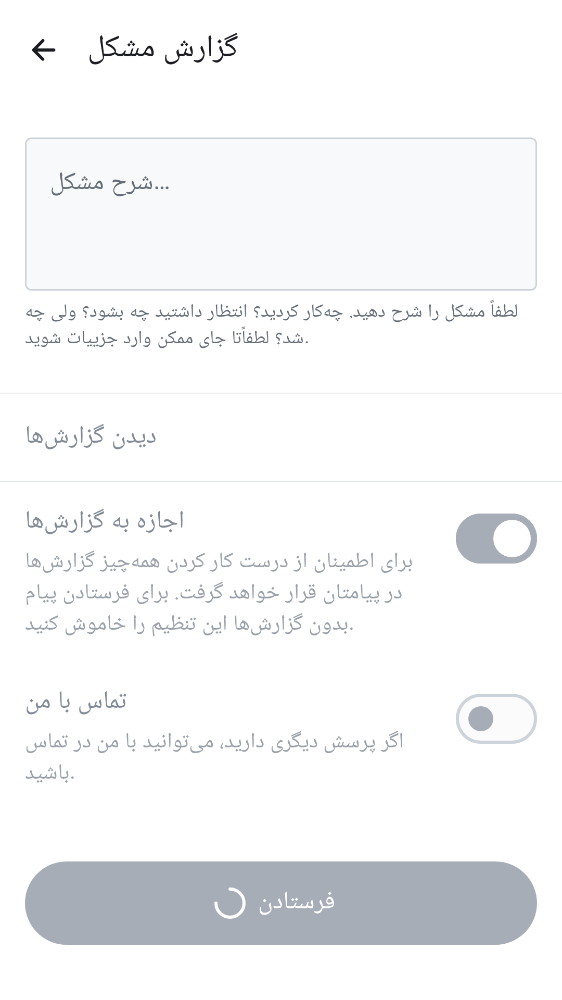 گزارش مشکل
شرح مشکل...
لطفاً مشکل را شرح دهید. چه‌کار کردید؟ انتظار داشتید چه بشود؟ ولی چه
شد؟ لطفاًتا جای ممکن وارد جزییات شوید.
دیدن گزارش‌ها
اجازه به گزارش‌ها
برای اطمینان از درست کار کردن همه‌چیز گزارش‌ها
در پیامتان قرار خواهد گرفت. برای فرستادن پیام
بدون گزارش‌ها این تنظیم را خاموش کنید.
تماس با من
اگر پرسش دیگری دارید، می‌توانید با من در تماس
باشید.
فرستادن